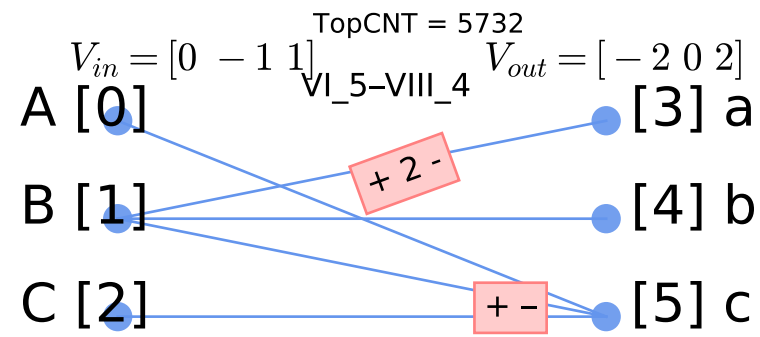 TopCNT = 5732
V_in = [0 −1 1]
V_out = [−2 0 2]
VI_5–VIII_4
A [0]
[3] a
+ 2 -
B [1]
[4] b
C [2]
+ –
[5] c